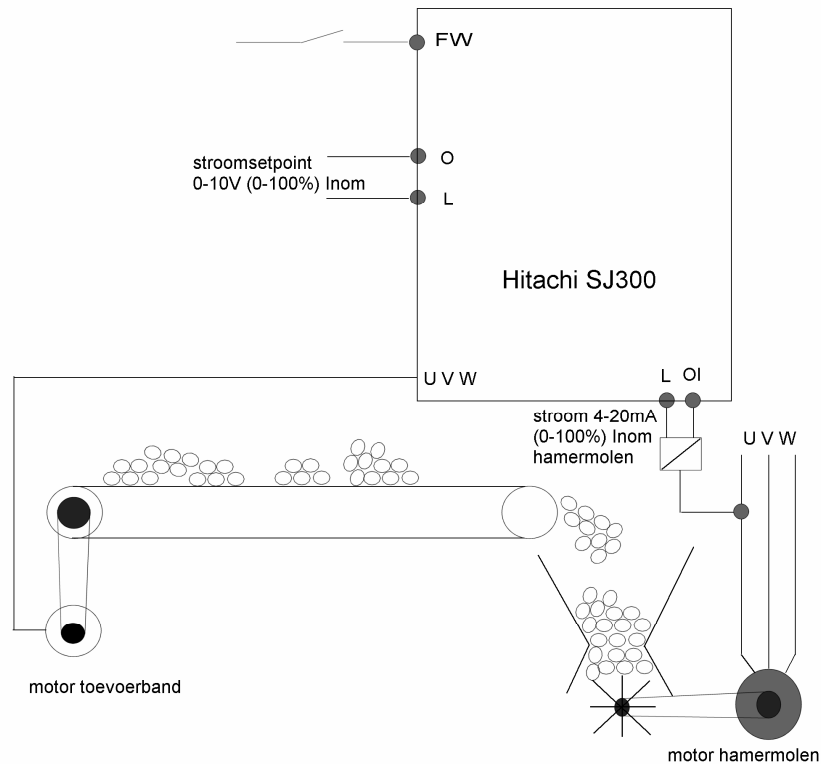 FW
stroomsetpoint
0-10V (0-100%) Inom
O
L
Hitachi SJ300
U V W
L OI
stroom 4-20mA
(0-100%) Inom
hamermolen
U V W
motor toevoerband
motor hamermolen